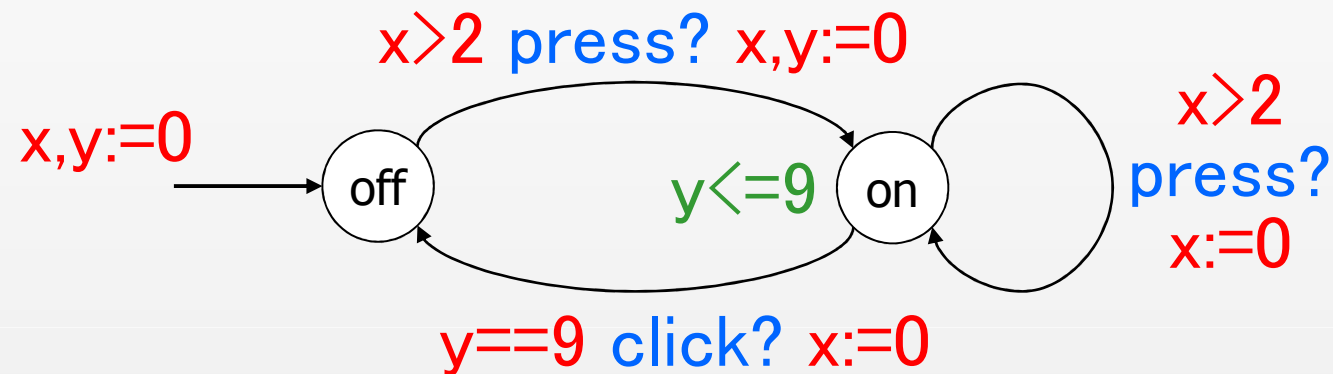 x>2 press? x,y:=0
x,y:=0
off
y<=9
on
x>2
press?
x:=0
y==9 click? x:=0